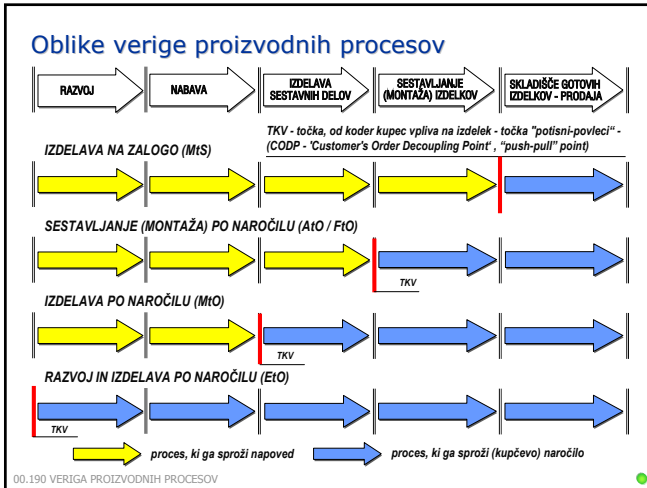 Oblike verige proizvodnih procesov
RAZVOJ
NABAVA
IZDELAVA
SESTAVNIH DELOV
SESTAVLJANJE
(MONTAŽA) IZDELKOV
SKLADIŠČE GOTOVIH
IZDELKOV - PRODAJA
TKV - točka, od koder kupec vpliva na izdelek - točka "potisni-povleci“ -
(CODP - 'Customer's Order Decoupling Point' , “push-pull” point)
IZDELAVA NA ZALOGO (MtS)
SESTAVLJANJE (MONTAŽA) PO NAROČILU (AtO / FtO)
TKV
IZDELAVA PO NAROČILU (MtO)
TKV
RAZVOJ IN IZDELAVA PO NAROČILU (EtO)
TKV
proces, ki ga sproži napoved
proces, ki ga sproži (kupčevo) naročilo
00.190 VERIGA PROIZVODNIH PROCESOV